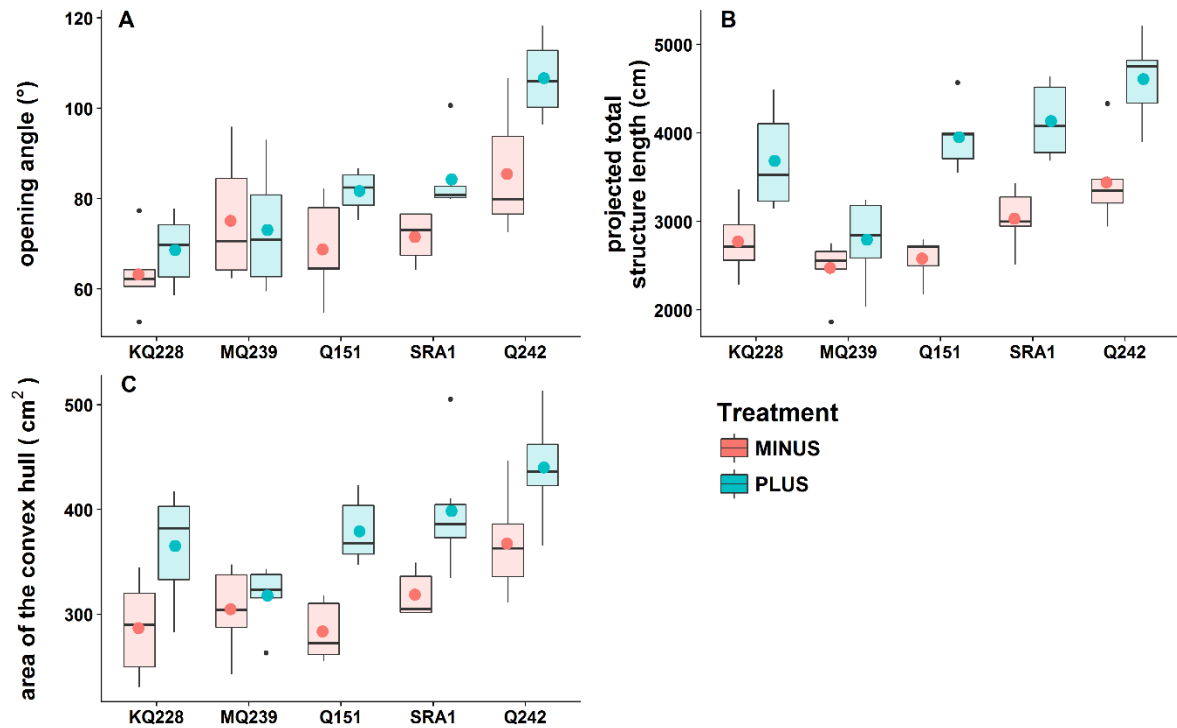 A
opening angle (°)
120
100
80
60
KQ228 MQ239 Q151 SRA1 Q242
B
projected total
structure length (cm)
5000
4000
3000
2000
KQ228 MQ239 Q151 SRA1 Q242
C
area of the convex hull ( cm²)
500
400
300
KQ228 MQ239 Q151 SRA1 Q242
Treatment
MINUS
PLUS